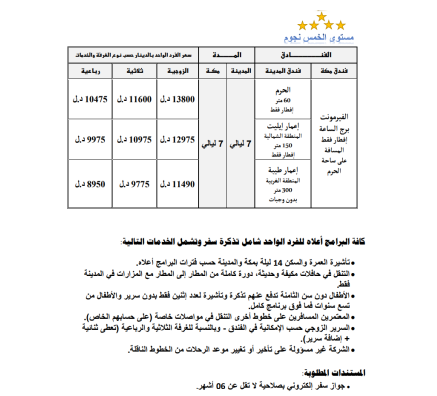 مستوى الخمس نجوم
الفنــــــادق
المـــدة
سعر الفرد الواحد بالدينار حسب نوع الغرفة والخدمات
فندق مكة
فندق المدينة
المدينة
مكة
الزوجية
ثلاثية
رباعية
الفيرمونت
برج الساعة
إفطار فقط
المسافة
على ساحة
الحرم
الحرم
60 متر
إفطار فقط
إعمار إيليت
المنطقة الشمالية
150 متر
إفطار فقط
إعمار طيبة
المنطقة الغربية
300 متر
بدون وجبات
7 ليالي
7 ليالي
13800 د.ل
11600 د.ل
10475 د.ل
12975 د.ل
10975 د.ل
9975 د.ل
11490 د.ل
9775 د.ل
8950 د.ل
كافة البرامج أعلاه للفرد الواحد شامل تذكرة سفر وتشمل الخدمات التالية:
• تأشيرة العمرة والسكن 14 ليلة بمكة والمدينة حسب فترات البرامج أعلاه.
• التنقل في حافلات مكيفة وحديثة، دورة كاملة من المطار إلى المطار مع المزارات في المدينة
فقط.
• الأطفال دون سن الثامنة تدفع عنهم تذكرة وتأشيرة لعدد إثنين فقط بدون سرير والأطفال من
تسع سنوات فما فوق برنامج كامل.
• المعتمرين المسافرين على خطوط أخرى التنقل في مواصلات خاصة (على حسابهم الخاص).
• السرير الزوجي حسب الإمكانية في الفندق - وبالنسبة للغرفة الثلاثية والرباعية (تعطى ثنائية
+ إضافة سرير).
• الشركة غير مسؤولة على تأخير أو تغيير موعد الرحلات من الخطوط الناقلة.
المستندات المطلوبة:
• جواز سفر إلكتروني بصلاحية لا تقل عن 06 أشهر.